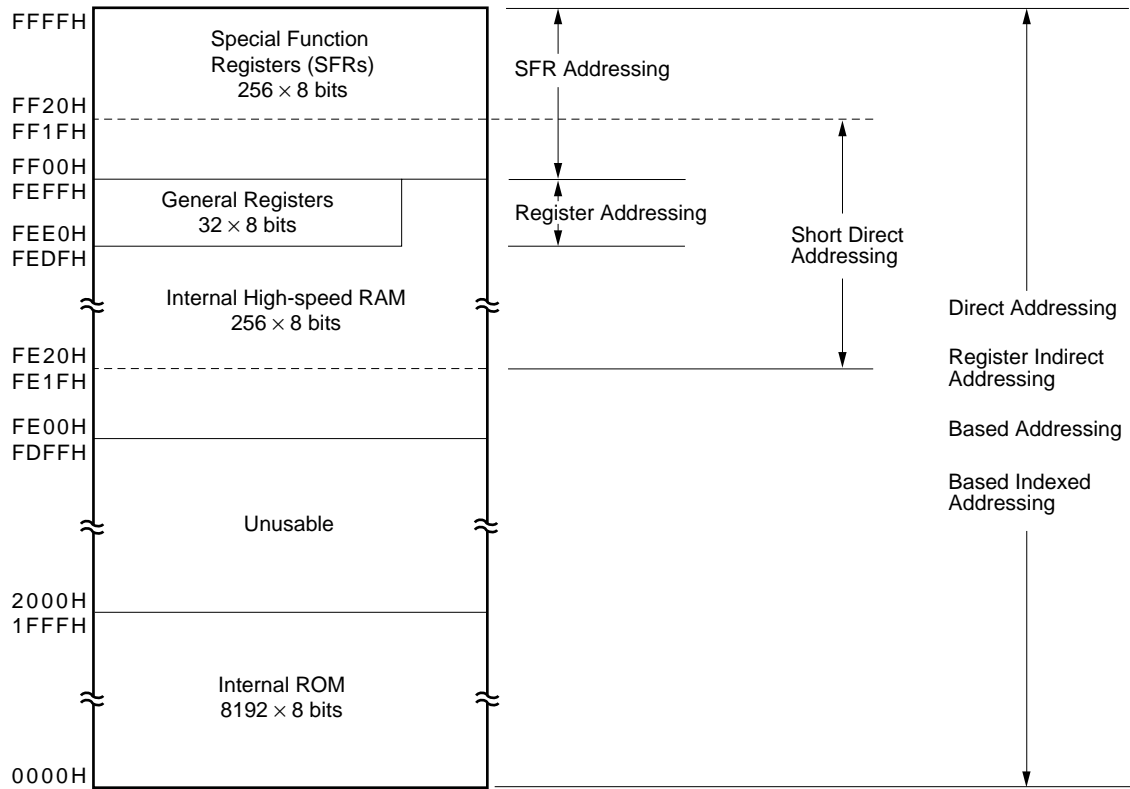 FFFFH
Special Function
Registers (SFRs)
256 × 8 bits
SFR Addressing
FF20H
FF1FH
FF00H
FEFFH
General Registers
32 × 8 bits
Register Addressing
FEE0H
FEDFH
Short Direct
Addressing
Internal High-speed RAM
256 × 8 bits
Direct Addressing
FE20H
FE1FH
Register Indirect
Addressing
FE00H
FDFFH
Based Addressing
Based Indexed
Addressing
Unusable
2000H
1FFFH
Internal ROM
8192 × 8 bits
0000H